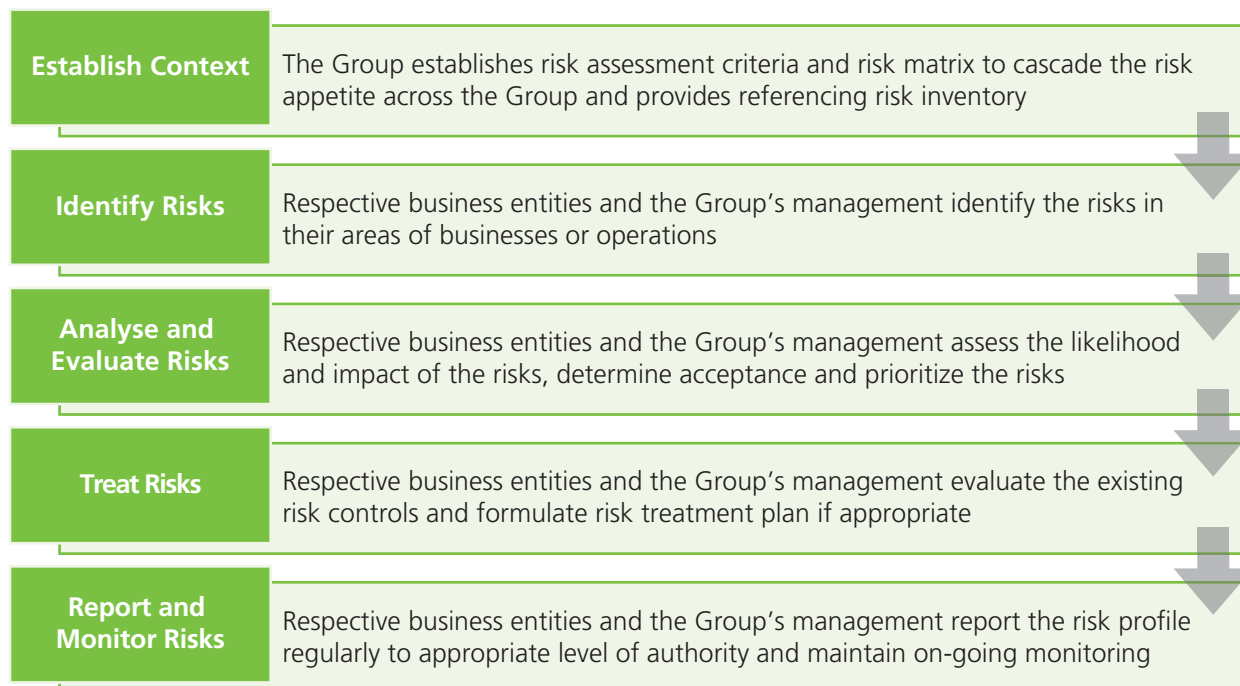 Establish Context
The Group establishes risk assessment criteria and risk matrix to cascade the risk
appetite across the Group and provides referencing risk inventory
Identify Risks
Respective business entities and the Group’s management identify the risks in
their areas of businesses or operations
Analyse and
Evaluate Risks
Respective business entities and the Group’s management assess the likelihood
and impact of the risks, determine acceptance and prioritize the risks
Treat Risks
Respective business entities and the Group’s management evaluate the existing
risk controls and formulate risk treatment plan if appropriate
Report and
Monitor Risks
Respective business entities and the Group’s management report the risk profile
regularly to appropriate level of authority and maintain on-going monitoring